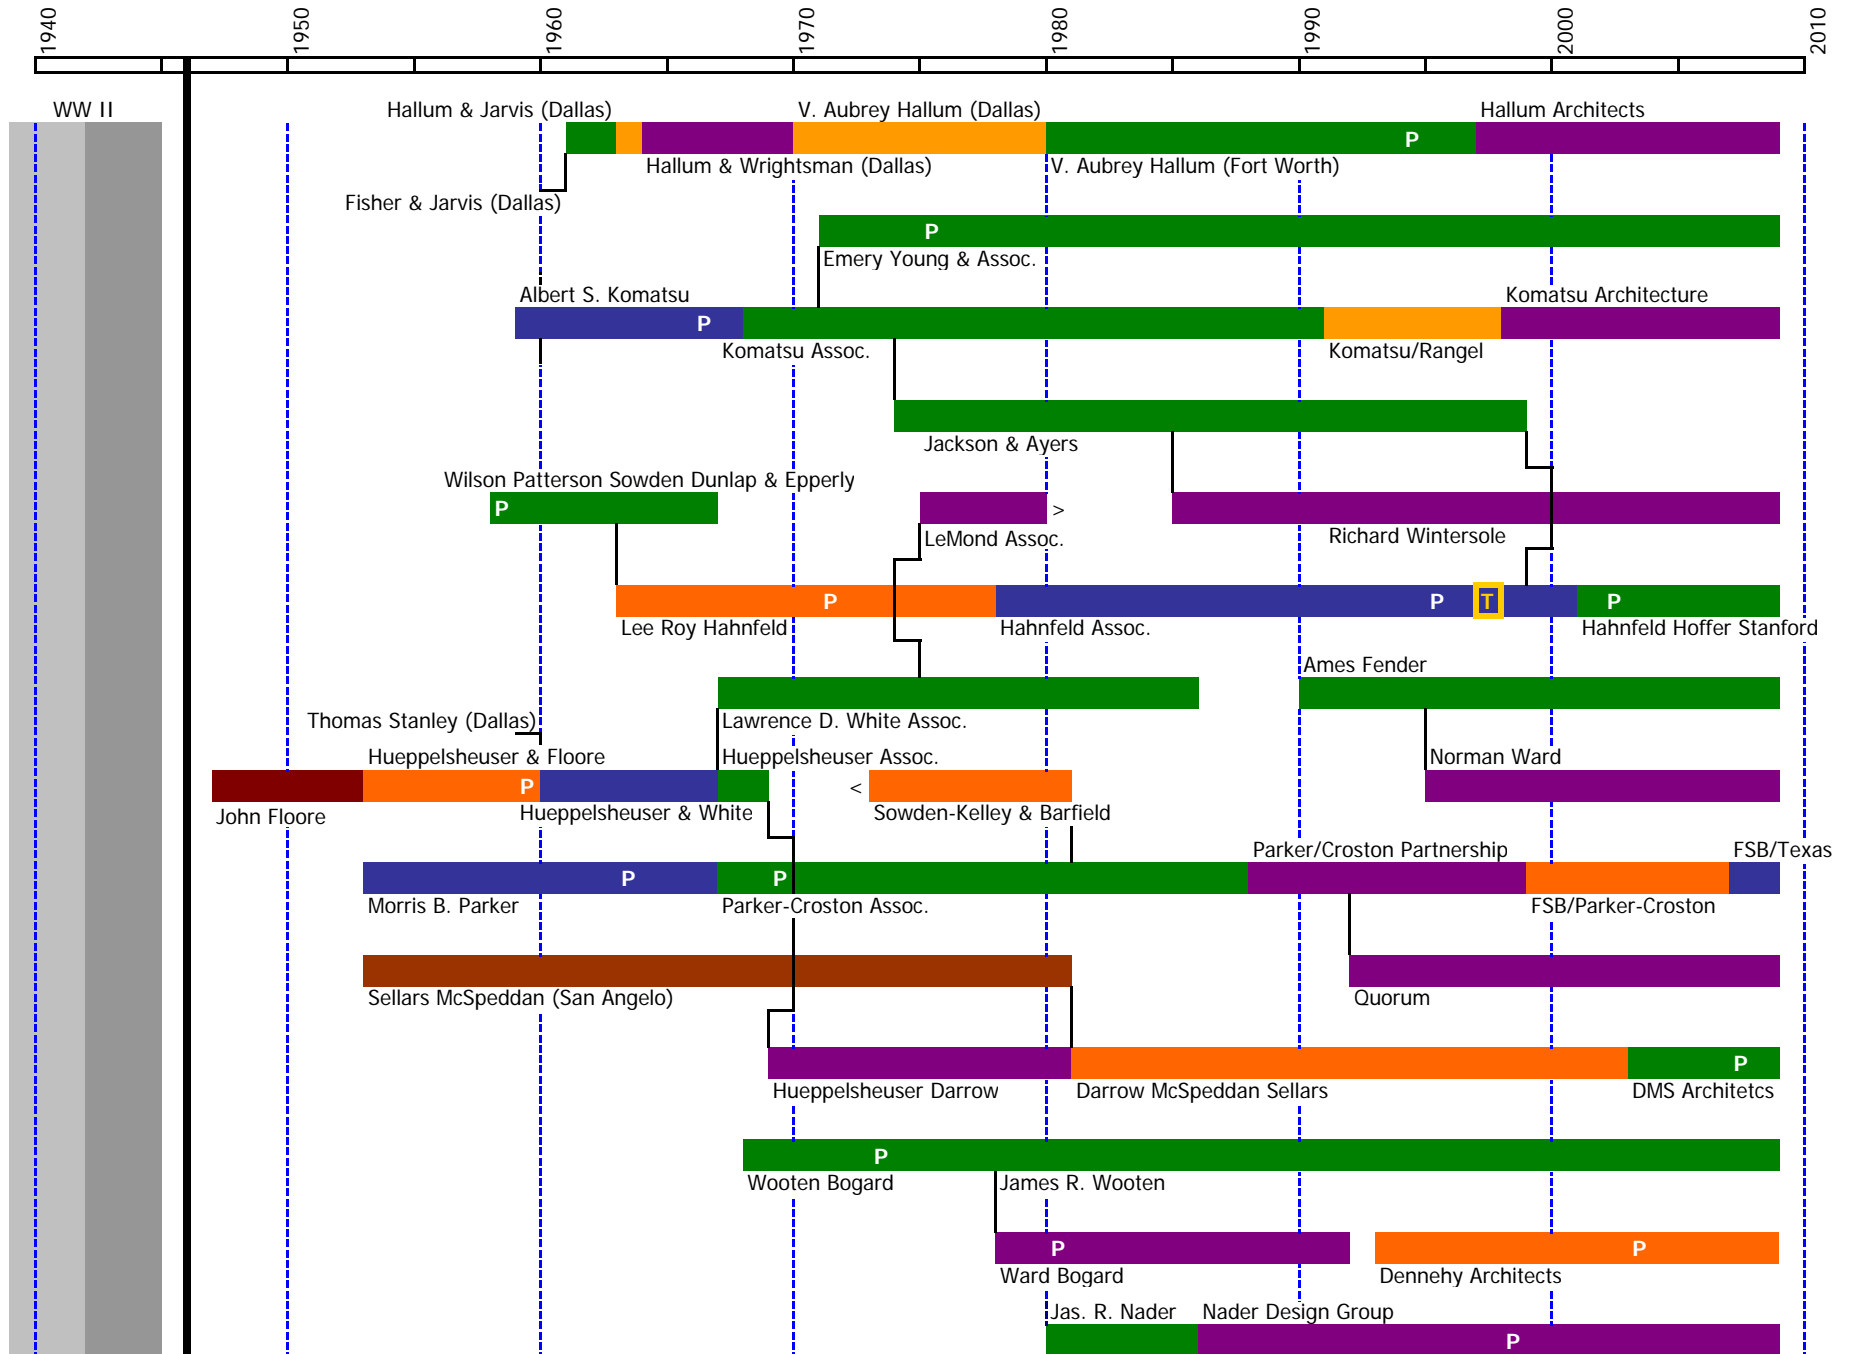 1940 1950 1960 1970 1980 1990 2000 2010
WW II
Hallum & Jarvis (Dallas) V. Aubrey Hallum (Dallas) Hallum Architects
P
Hallum & Wrightsman (Dallas) V. Aubrey Hallum (Fort Worth)
Fisher & Jarvis (Dallas)
P
Emery Young & Assoc.
Albert S. Komatsu Komatsu Architecture
P
Komatsu Assoc. Komatsu/Rangel
Jackson & Ayers
Wilson Patterson Sowden Dunlap & Epperly
P >
LeMond Assoc. Richard Wintersole
P P T P
Lee Roy Hahnfeld Hahnfeld Assoc. Hahnfeld Hoffer Stanford
Ames Fender
Thomas Stanley (Dallas) Lawrence D. White Assoc.
Hueppelsheuser & Floore Hueppelsheuser Assoc. Norman Ward
P <
John Floore Hueppelsheuser & White Sowden-Kelley & Barfield
Parker/Croston Partnership FSB/Texas
P P
Morris B. Parker Parker-Croston Assoc. FSB/Parker-Croston
Sellars McSpeddan (San Angelo) Quorum
P
Hueppelsheuser Darrow Darrow McSpeddan Sellars DMS Architetcs
P
Wooten Bogard James R. Wooten
P P
Ward Bogard Dennehy Architects
Jas. R. Nader Nader Design Group
P